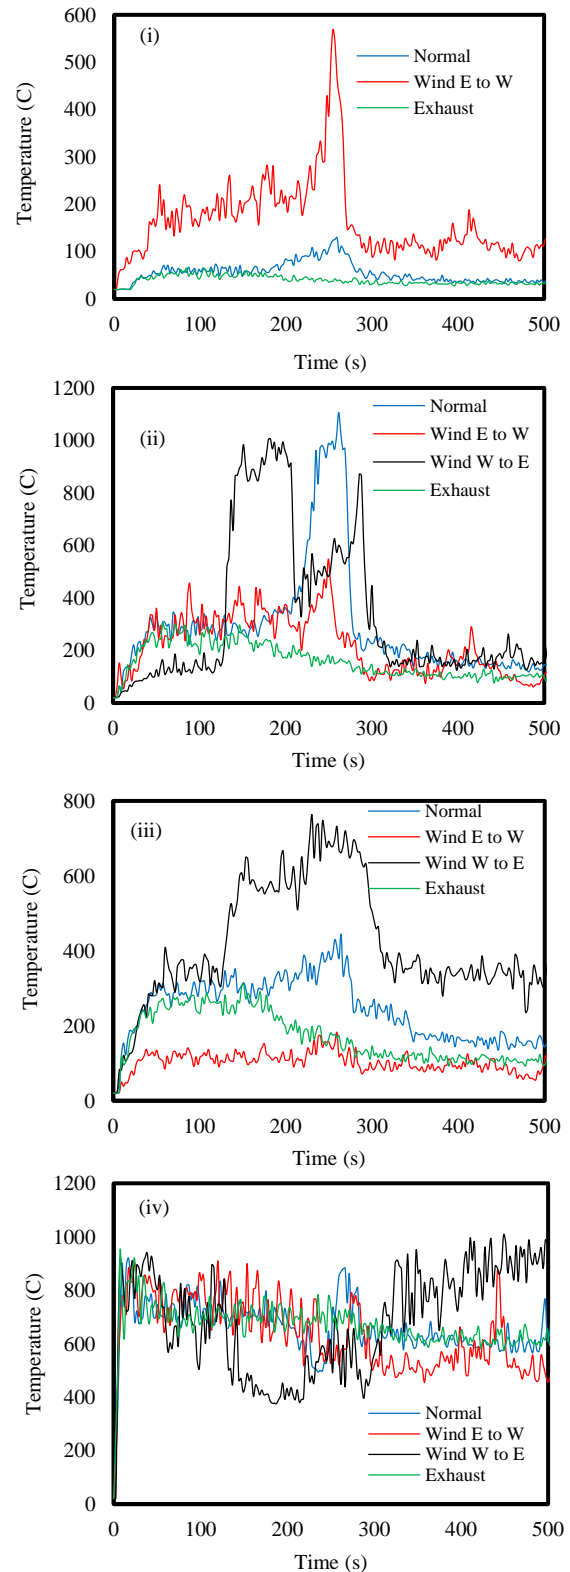 (i)
600
500
400
300
200
100
0
Temperature (C)
Normal
Wind E to W
Exhaust
0 100 200 300 400 500
Time (s)
(ii)
1200
1000
800
600
400
200
0
Temperature (C)
Normal
Wind E to W
Wind W to E
Exhaust
0 100 200 300 400 500
Time (s)
(iii)
800
600
400
200
0
Temperature (C)
Normal
Wind E to W
Wind W to E
Exhaust
0 100 200 300 400 500
Time (s)
(iv)
1200
1000
800
600
400
200
0
Temperature (C)
Normal
Wind E to W
Wind W to E
Exhaust
0 100 200 300 400 500
Time (s)